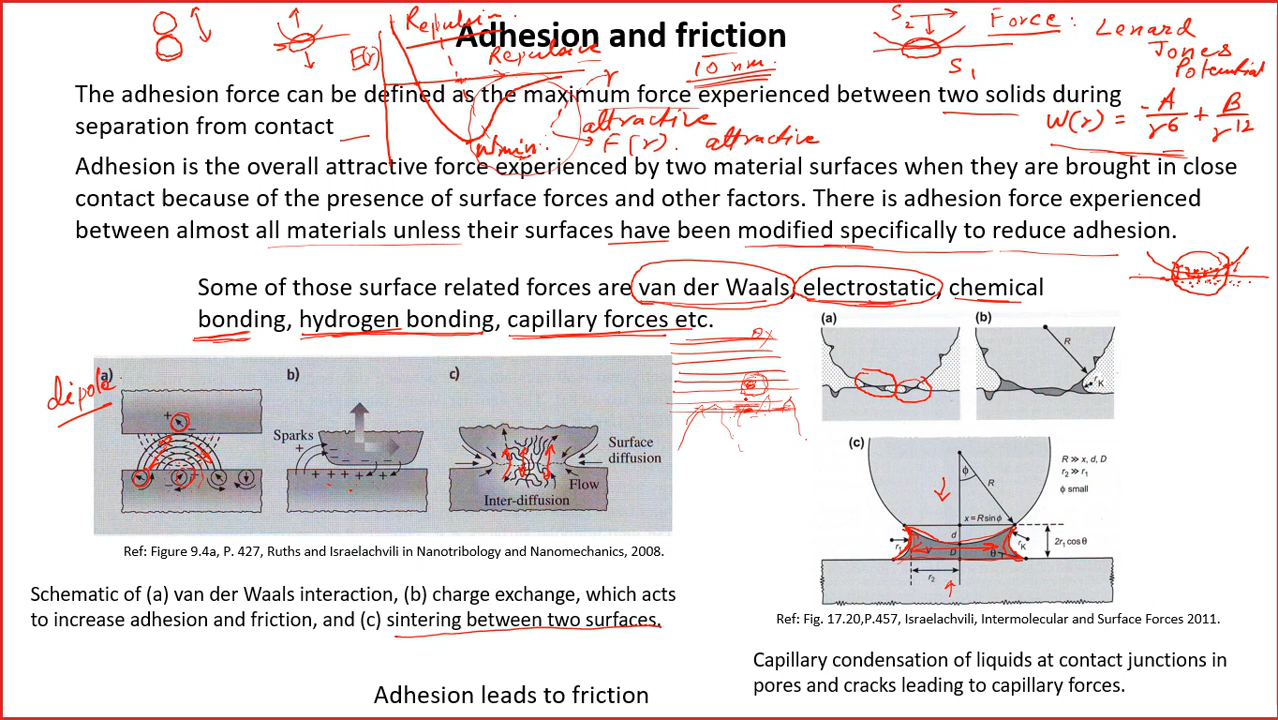 Adhesion and friction
Repulsion
Repulsive
E(r)
r
10 nm.
S2
S1
Force : Lenard
Jones
Potential
W(r) = -A/r6 + B/r12
The adhesion force can be defined as the maximum force experienced between two solids during
separation from contact
attractive
Wmin.
F(r). attractive
Adhesion is the overall attractive force experienced by two material surfaces when they are brought in close
contact because of the presence of surface forces and other factors. There is adhesion force experienced
between almost all materials unless their surfaces have been modified specifically to reduce adhesion.
Some of those surface related forces are van der Waals, electrostatic, chemical
bonding, hydrogen bonding, capillary forces etc.
dipole
a)
b)
c)
+
−
Sparks
+
− − − −
+ + + + + +
Surface
diffusion
Flow
Inter-diffusion
Ref: Figure 9.4a, P. 427, Ruths and Israelachvili in Nanotribology and Nanomechanics, 2008.
Schematic of (a) van der Waals interaction, (b) charge exchange, which acts
to increase adhesion and friction, and (c) sintering between two surfaces.
Adhesion leads to friction
(a)
(b)
R
rK
(c)
ϕ
R
R ≫ x, d, D
r2 ≫ r1
ϕ small
x = R sin ϕ
d
r1
rK
D
θ
2r1 cos θ
r2
Ref: Fig. 17.20,P.457, Israelachvili, Intermolecular and Surface Forces 2011.
Capillary condensation of liquids at contact junctions in
pores and cracks leading to capillary forces.